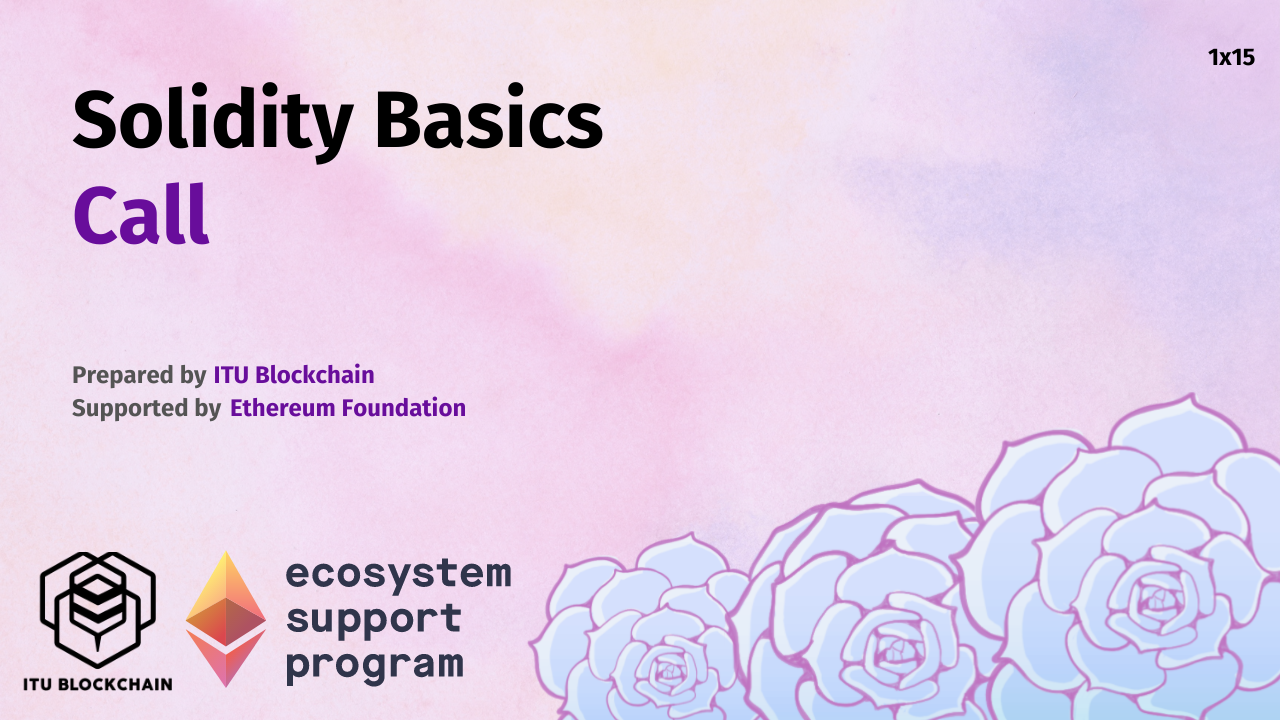 1x15
Solidity Basics
Call
Prepared by ITU Blockchain
Supported by Ethereum Foundation
ITU BLOCKCHAIN
ecosystem
support
program